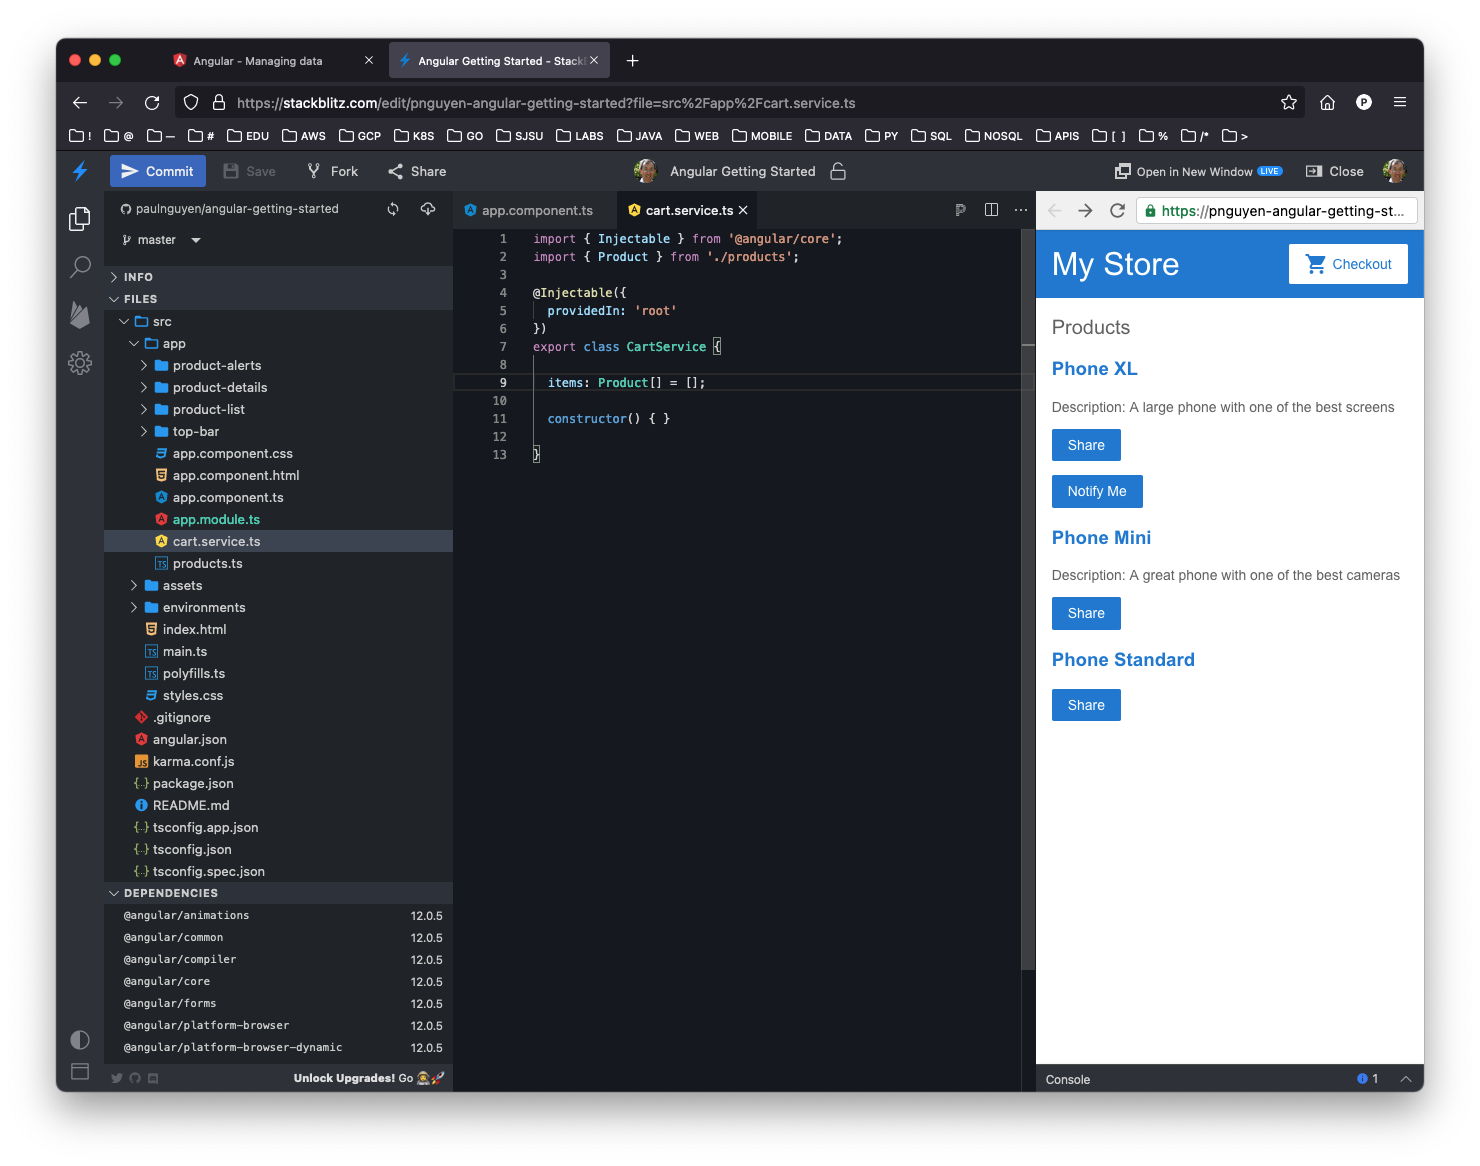 Angular - Managing data
Angular Getting Started - Stack
https://stackblitz.com/edit/pnguyen-angular-getting-started?file=src%2Fapp%2Fcart.service.ts
! @ — # EDU AWS GCP K8S GO SJSU LABS JAVA WEB MOBILE DATA PY SQL NOSQL APIS [ ] % /* >
Commit Save Fork Share Angular Getting Started Open in New Window LIVE Close
paulnguyen/angular-getting-started
master
INFO
FILES
src
app
product-alerts
product-details
product-list
top-bar
app.component.css
app.component.html
app.component.ts
app.module.ts
cart.service.ts
products.ts
assets
environments
index.html
main.ts
polyfills.ts
styles.css
.gitignore
angular.json
karma.conf.js
package.json
README.md
tsconfig.app.json
tsconfig.json
tsconfig.spec.json
DEPENDENCIES
@angular/animations 12.0.5
@angular/common 12.0.5
@angular/compiler 12.0.5
@angular/core 12.0.5
@angular/forms 12.0.5
@angular/platform-browser 12.0.5
@angular/platform-browser-dynamic 12.0.5
Unlock Upgrades! Go
app.component.ts cart.service.ts
1 import { Injectable } from '@angular/core';
2 import { Product } from './products';
3
4 @Injectable({
5 providedIn: 'root'
6 })
7 export class CartService {
8
9 items: Product[] = [];
10
11 constructor() { }
12
13 }
https://pnguyen-angular-getting-st...
My Store
Checkout
Products
Phone XL
Description: A large phone with one of the best screens
Share
Notify Me
Phone Mini
Description: A great phone with one of the best cameras
Share
Phone Standard
Share
Console 1